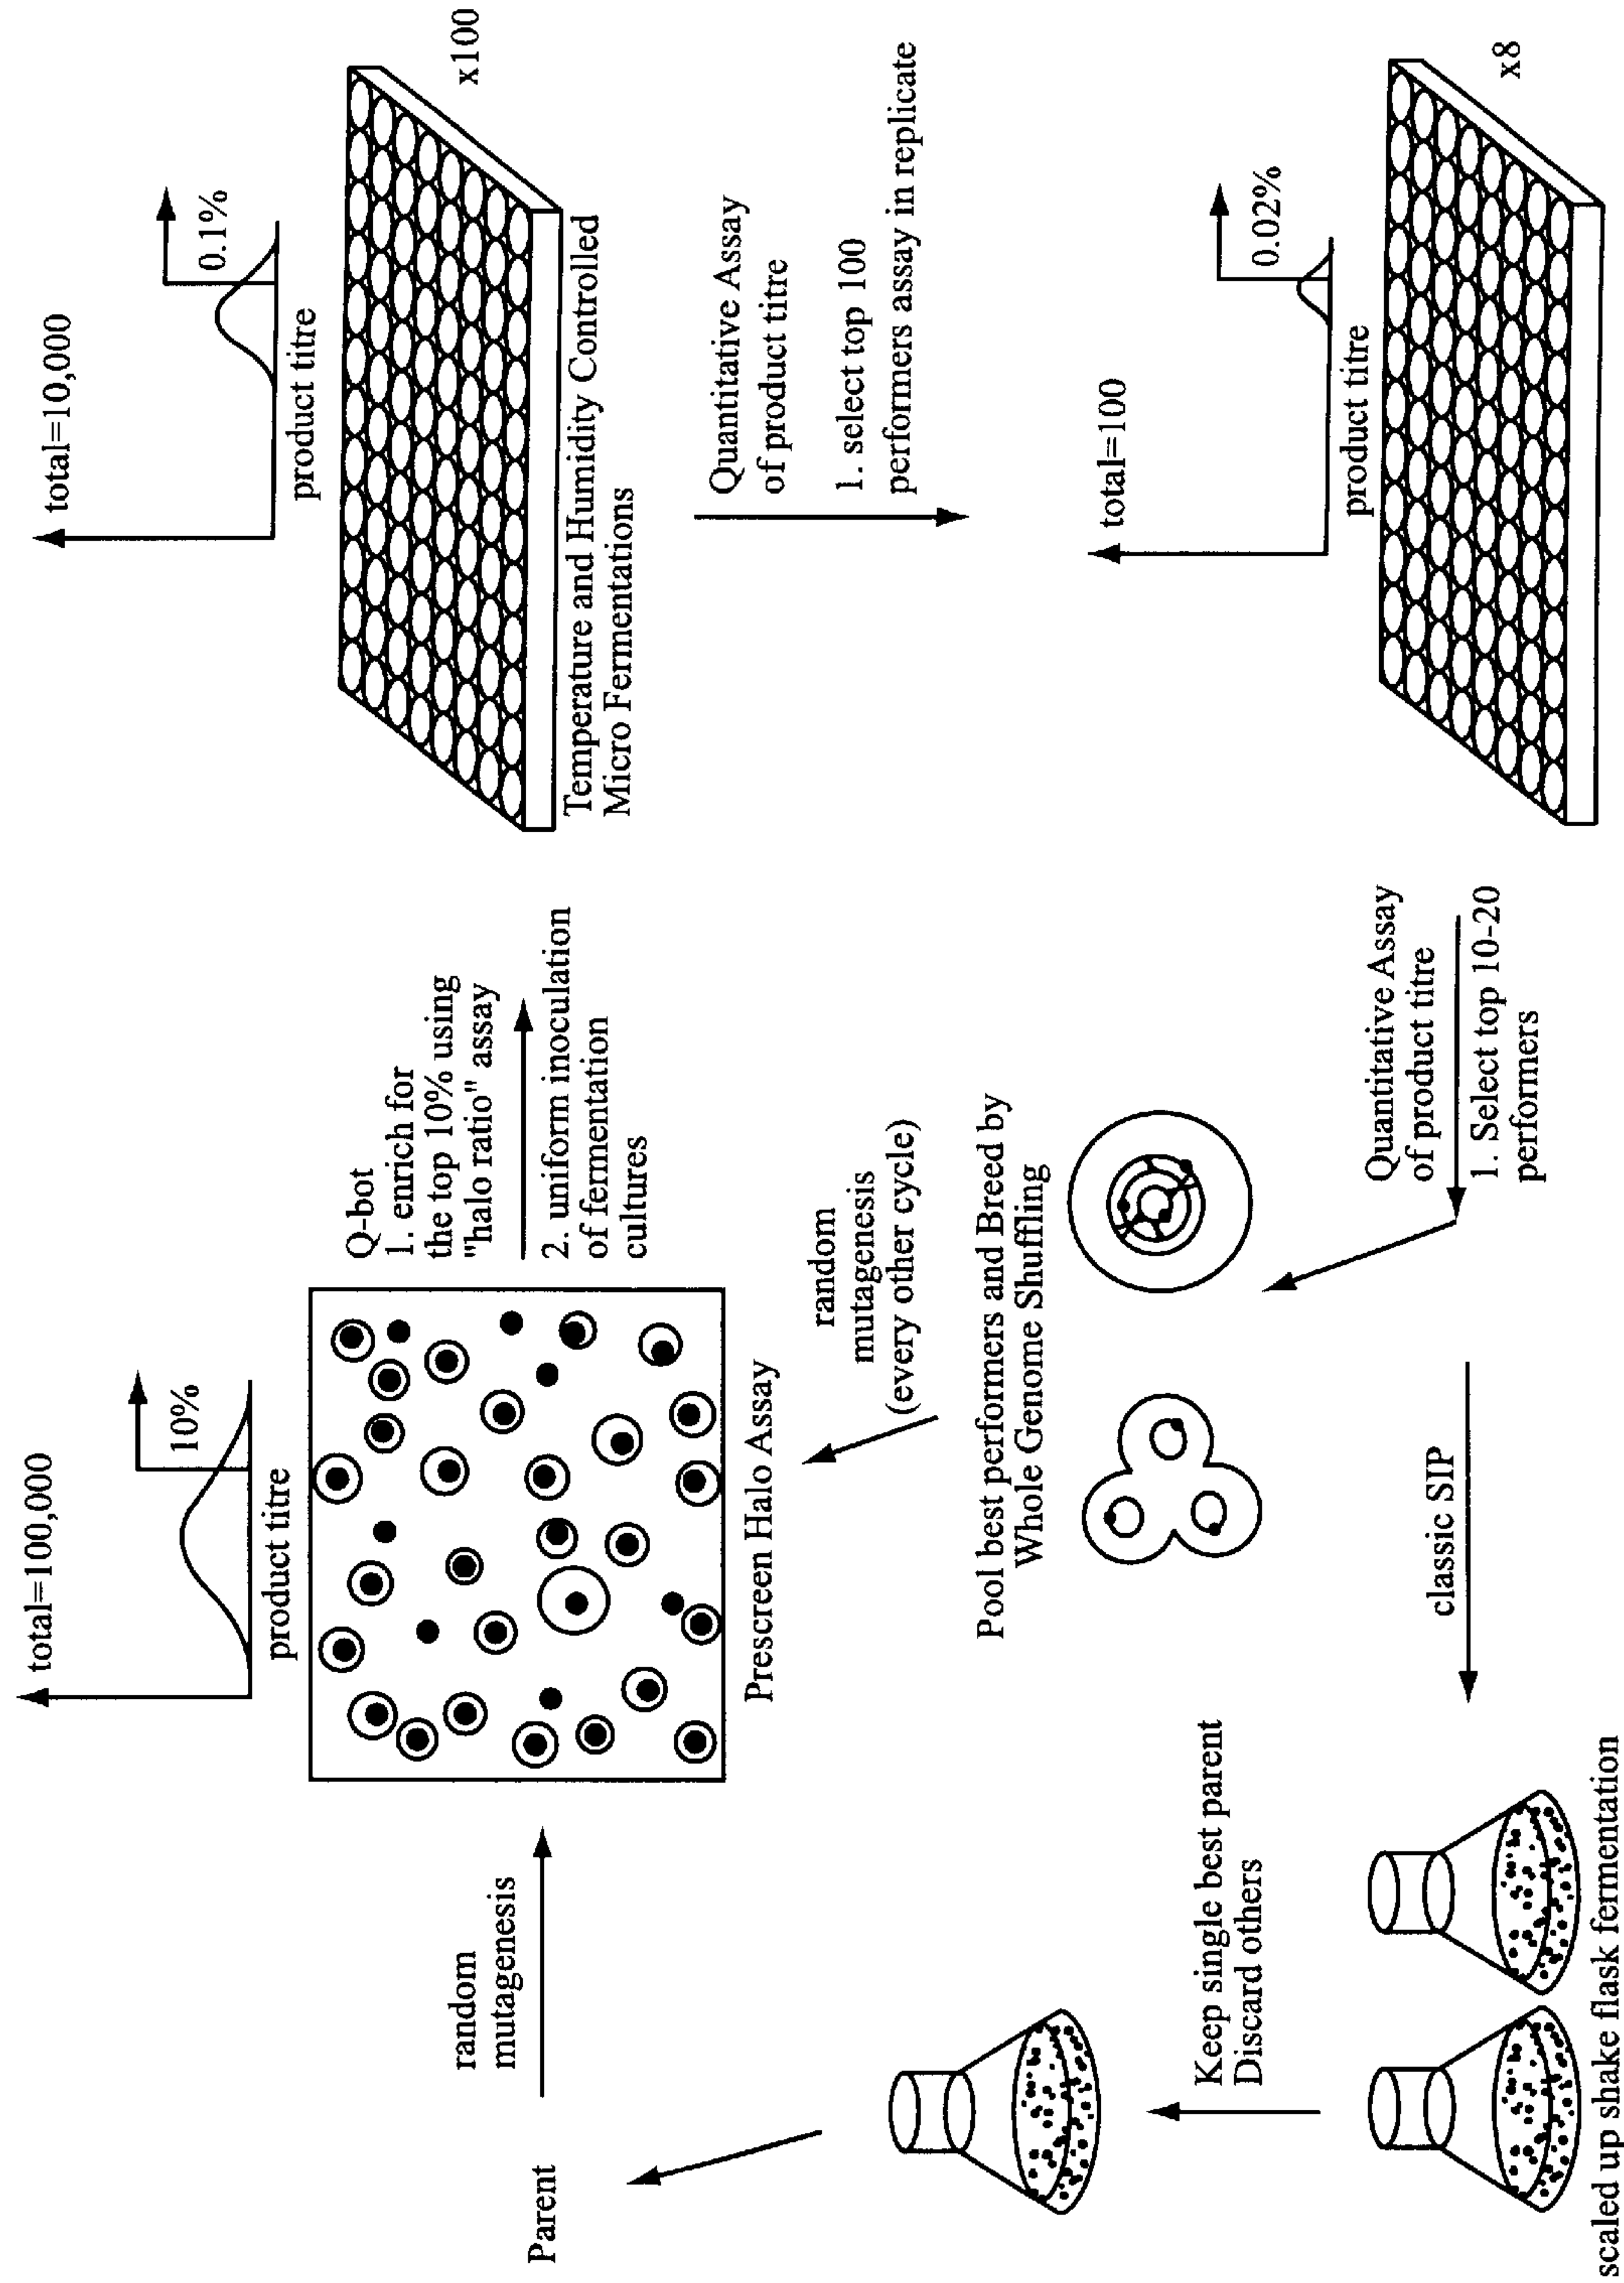 total=100,000
10%
product titre
Parent
random
mutagenesis
Prescreen Halo Assay
Q-bot
1. enrich for
the top 10% using
"halo ratio" assay
2. uniform inoculation
of fermentation
cultures
total=10,000
0.1%
product titre
x100
Temperature and Humidity Controlled
Micro Fermentations
Quantitative Assay
of product titre
1. select top 100
performers assay in replicate
total=100
0.02%
product titre
x8
Quantitative Assay
of product titre
1. Select top 10-20
performers
random
mutagenesis
(every other cycle)
Pool best performers and Breed by
Whole Genome Shuffling
classic SIP
Keep single best parent
Discard others
scaled up shake flask fermentation